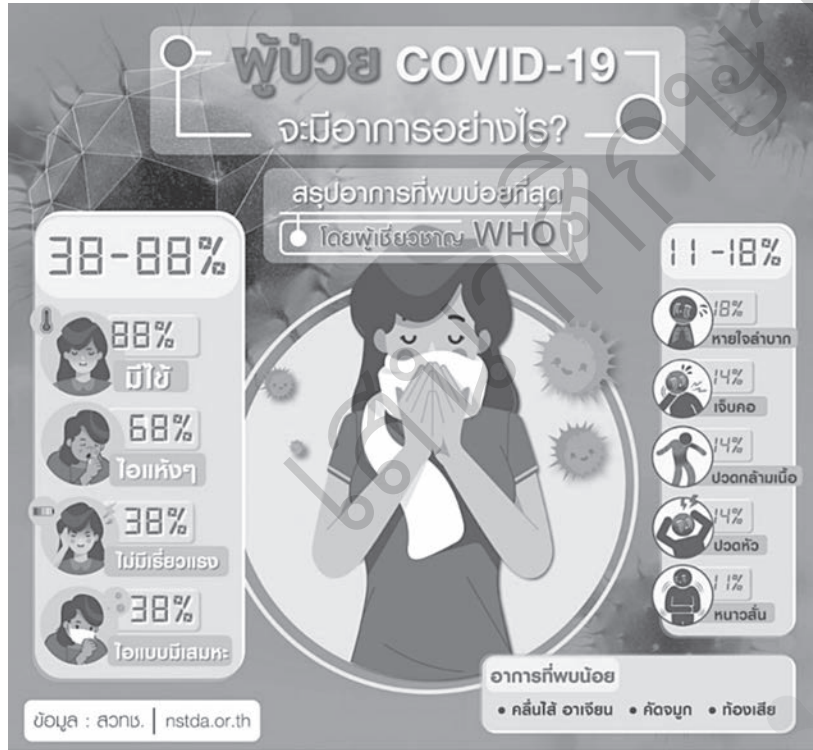 ผู้ป่วย COVID-19
จะมีอาการอย่างไร?
สรุปอาการที่พบบ่อยที่สุด
โดยผู้เชี่ยวชาญ WHO
38-88%
88%
มีไข้
68%
ไอแห้งๆ
38%
ไม่มีเรี่ยวแรง
38%
ไอแบบมีเสมหะ
11-18%
18%
หายใจลำบาก
14%
เจ็บคอ
14%
ปวดกล้ามเนื้อ
14%
ปวดหัว
11%
หนาวสั่น
อาการที่พบน้อย
• คลื่นไส้ อาเจียน • คัดจมูก • ท้องเสีย
ข้อมูล : สวทช. | nstda.or.th